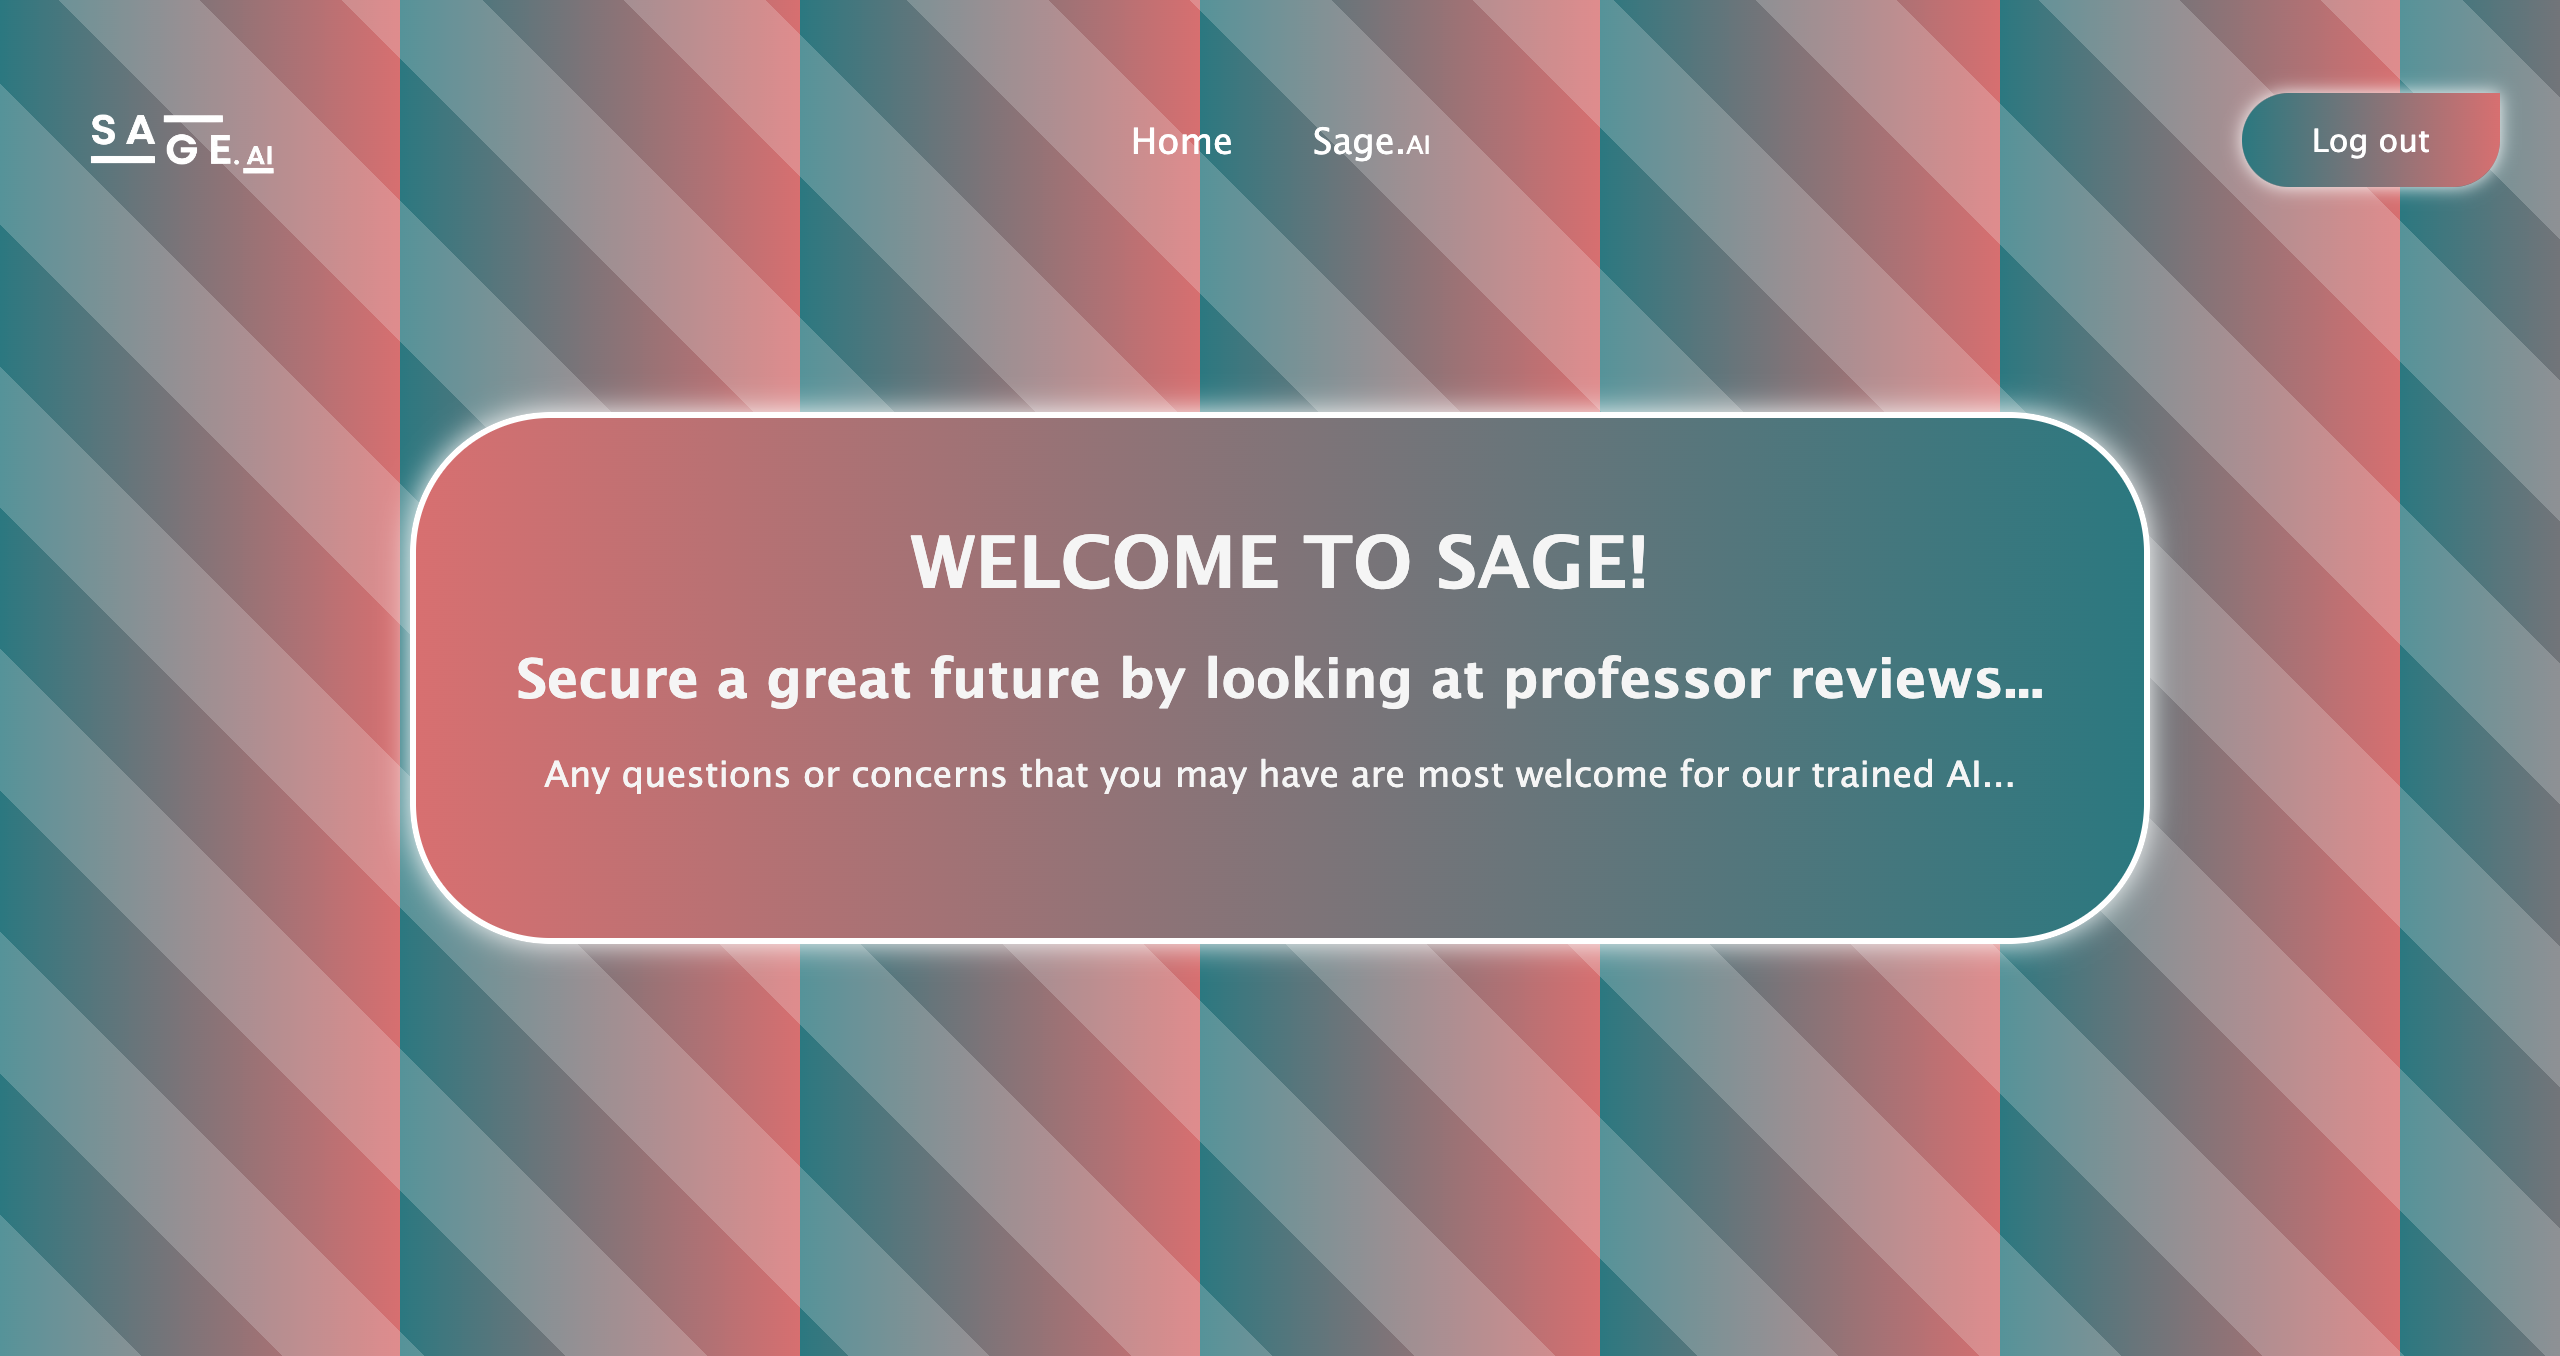 SAGE.AI
Home
Sage.AI
Log out
WELCOME TO SAGE!
Secure a great future by looking at professor reviews...
Any questions or concerns that you may have are most welcome for our trained AI...